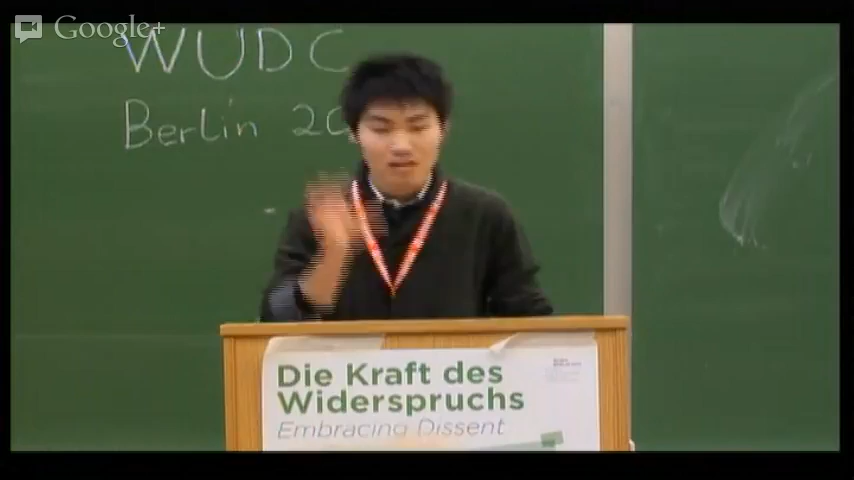 Google+
WUDC
Berlin 20
Die Kraft des
Widerspruchs
Embracing Dissent